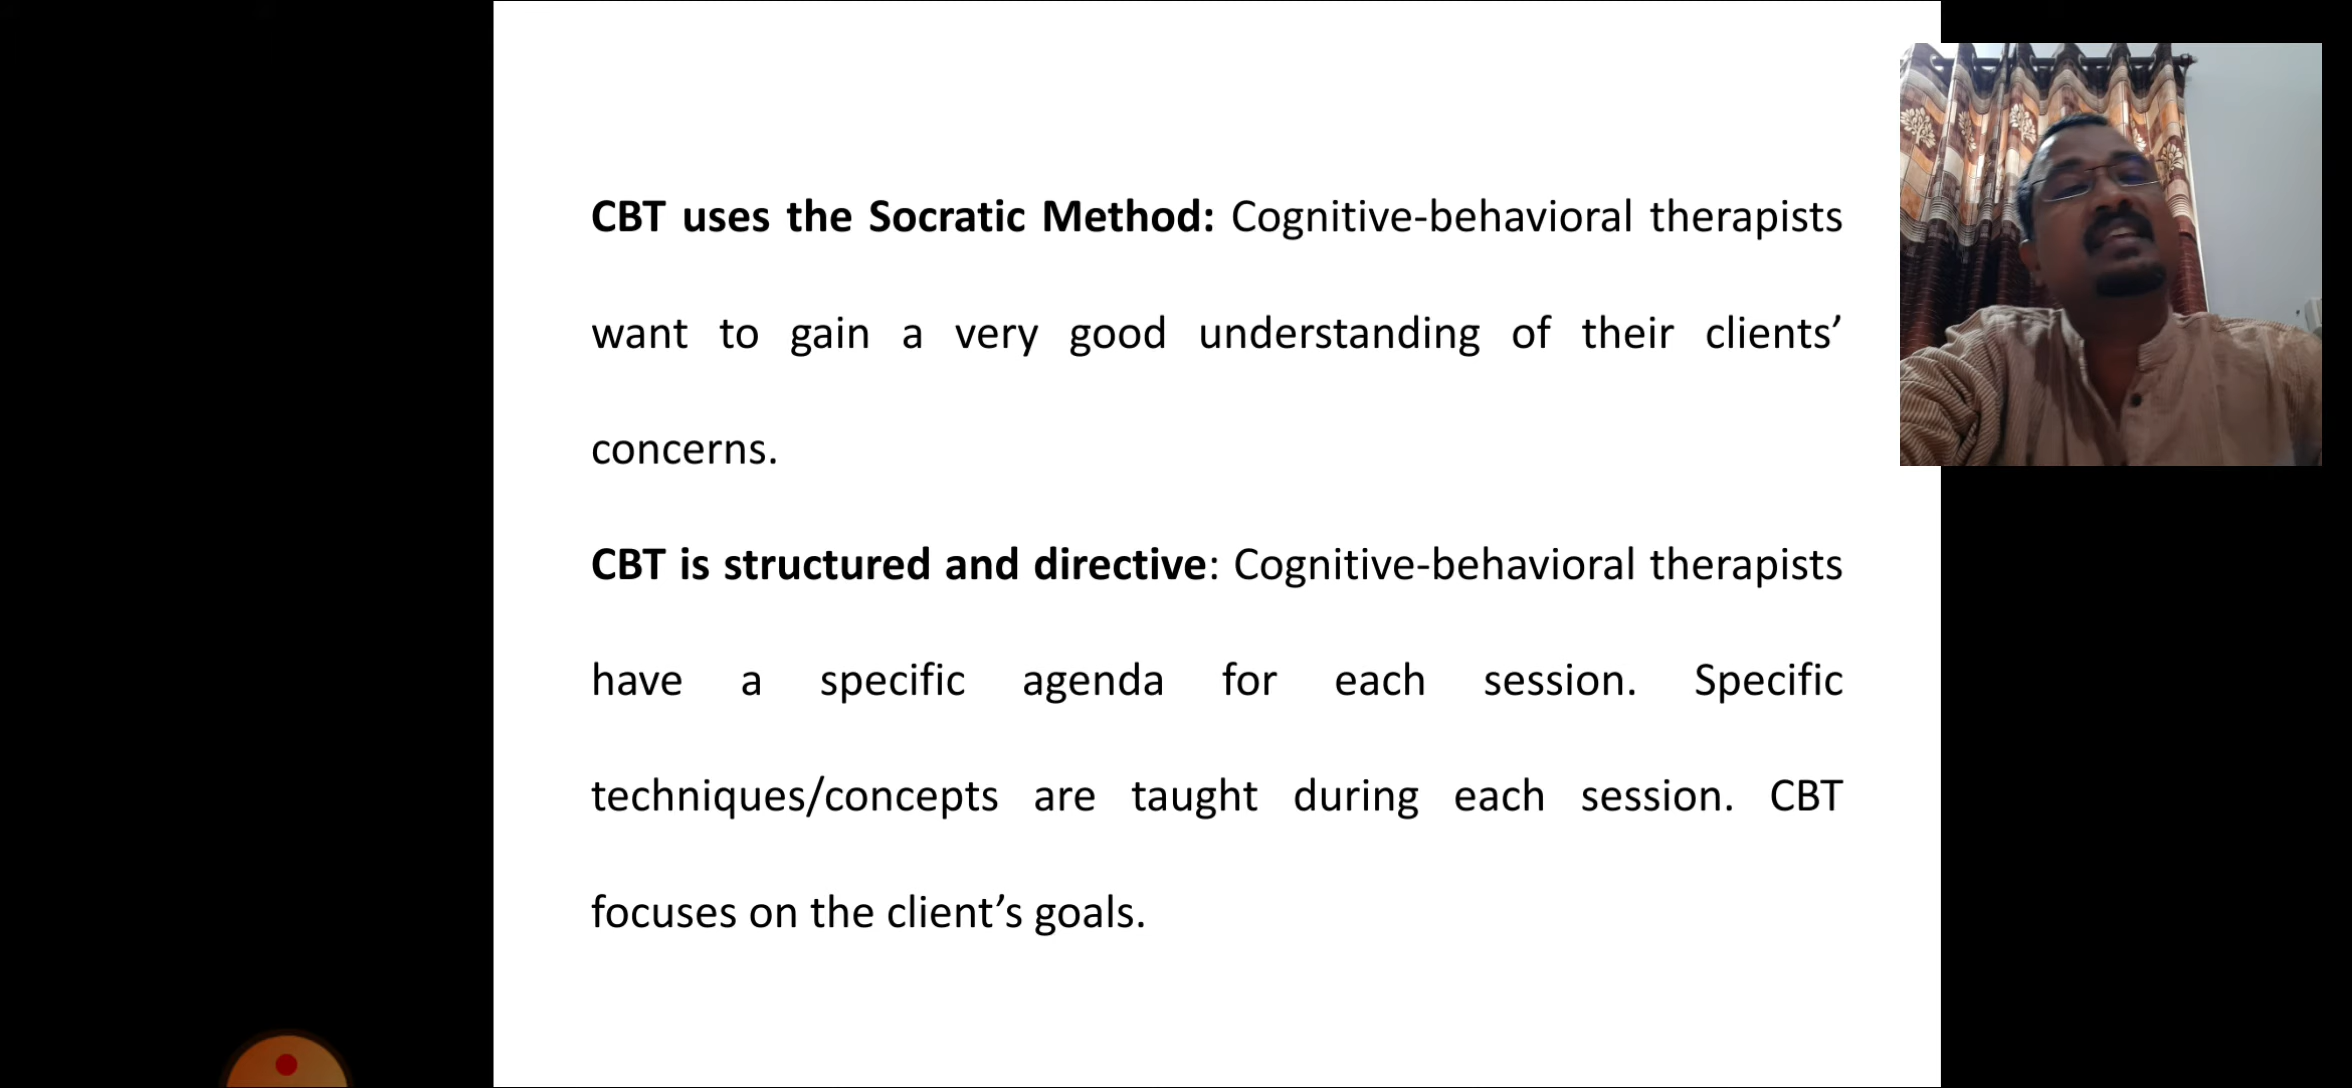 CBT uses the Socratic Method: Cognitive-behavioral therapists
want to gain a very good understanding of their clients’
concerns.
CBT is structured and directive: Cognitive-behavioral therapists
have a specific agenda for each session. Specific
techniques/concepts are taught during each session. CBT
focuses on the client’s goals.